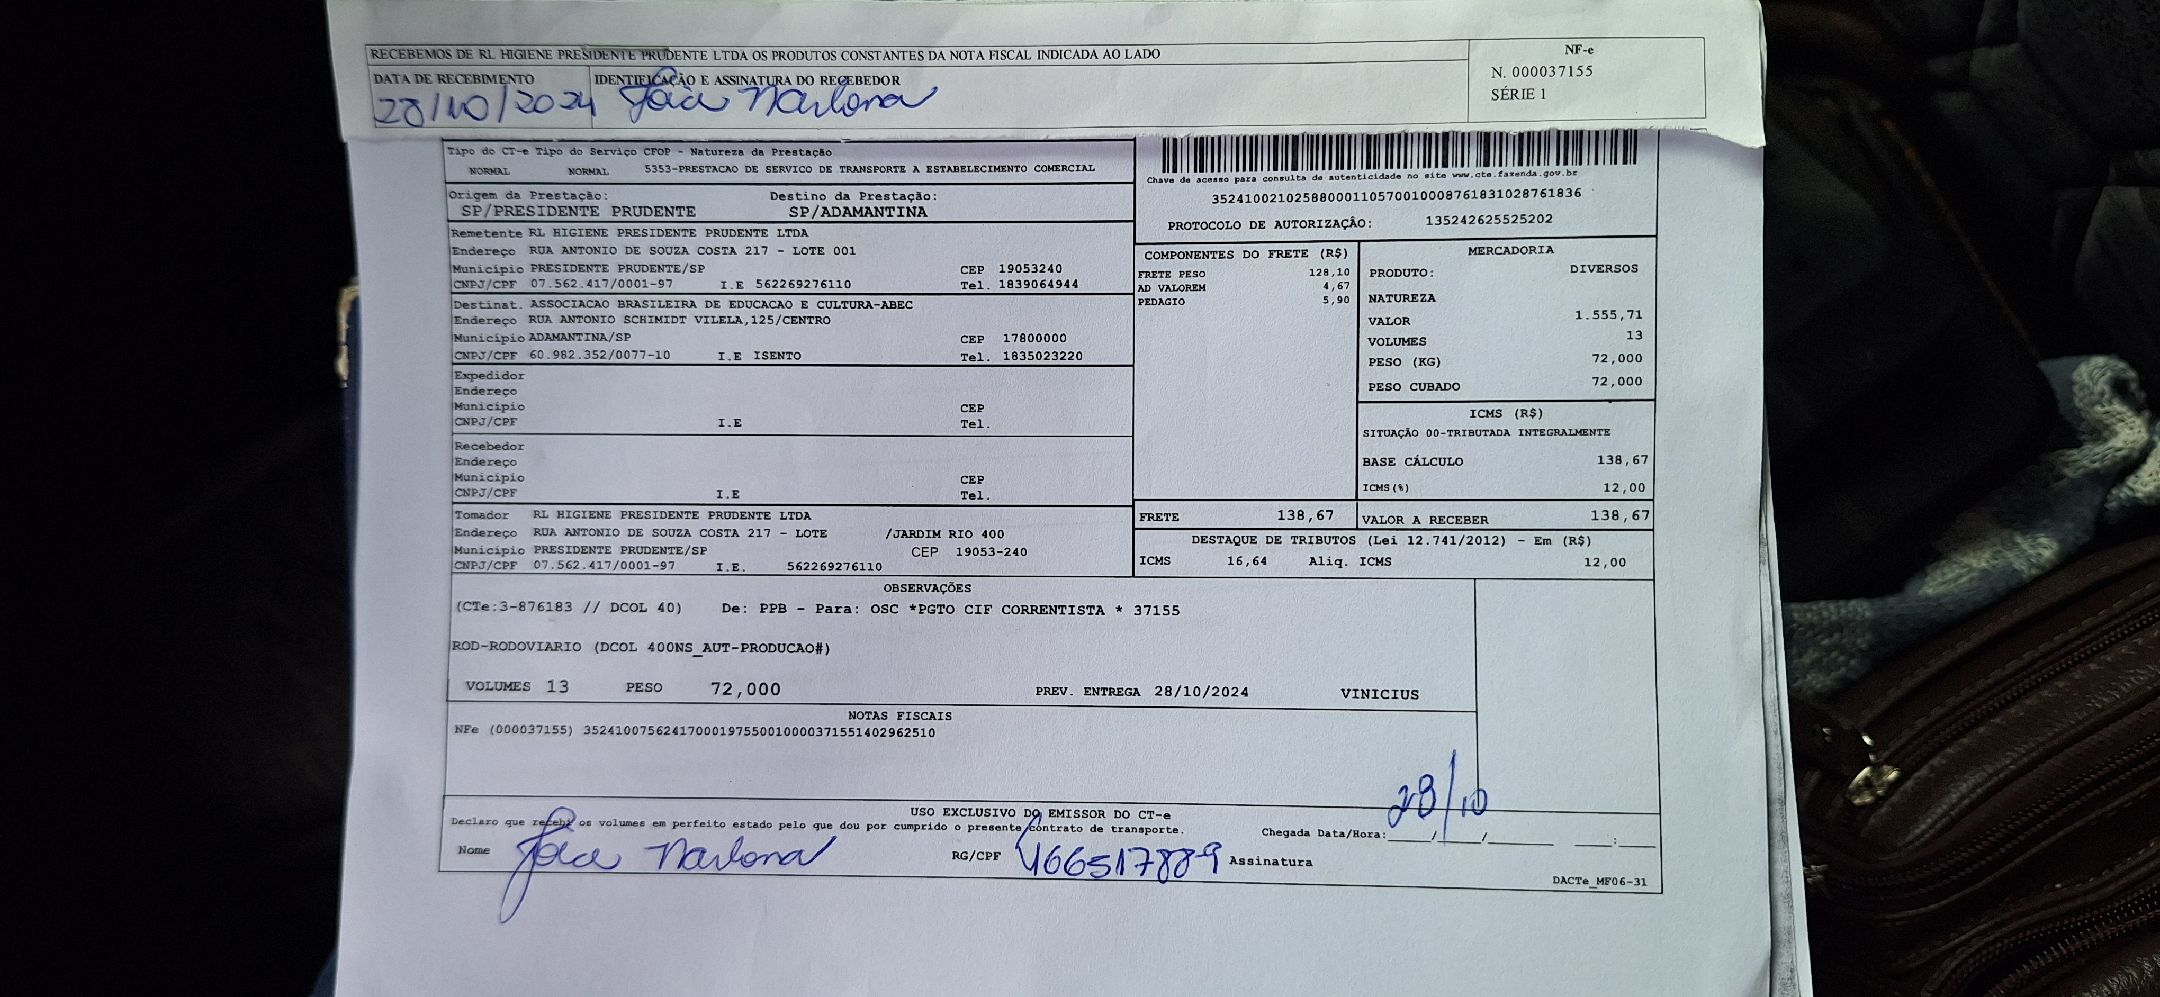 RECEBEMOS DE RL HIGIENE PRESIDENTE PRUDENTE LTDA OS PRODUTOS CONSTANTES DA NOTA FISCAL INDICADA AO LADO
NF-e
N. 000037155
SÉRIE 1
DATA DE RECEBIMENTO IDENTIFICAÇÃO E ASSINATURA DO RECEBEDOR
28/10/2024
Tipo do CT-e Tipo do Serviço CFOP - Natureza da Prestação
NORMAL NORMAL 5353-PRESTACAO DE SERVICO DE TRANSPORTE A ESTABELECIMENTO COMERCIAL
Chave de acesso para consulta de autenticidade no site www.cte.fazenda.gov.br
35241002102588000110570010008761831028761836
PROTOCOLO DE AUTORIZAÇÃO: 135242625525202
Origem da Prestação: Destino da Prestação:
SP/PRESIDENTE PRUDENTE SP/ADAMANTINA
Remetente RL HIGIENE PRESIDENTE PRUDENTE LTDA
Endereço RUA ANTONIO DE SOUZA COSTA 217 - LOTE 001
Município PRESIDENTE PRUDENTE/SP CEP 19053240
CNPJ/CPF 07.562.417/0001-97 I.E 562269276110 Tel. 1839064944
Destinat. ASSOCIACAO BRASILEIRA DE EDUCACAO E CULTURA-ABEC
Endereço RUA ANTONIO SCHIMIDT VILELA,125/CENTRO
Município ADAMANTINA/SP CEP 17800000
CNPJ/CPF 60.982.352/0077-10 I.E ISENTO Tel. 1835023220
Expedidor
Endereço
Município CEP
CNPJ/CPF I.E Tel.
Recebedor
Endereço
Município CEP
CNPJ/CPF I.E Tel.
Tomador RL HIGIENE PRESIDENTE PRUDENTE LTDA
Endereço RUA ANTONIO DE SOUZA COSTA 217 - LOTE /JARDIM RIO 400
Município PRESIDENTE PRUDENTE/SP CEP 19053-240
CNPJ/CPF 07.562.417/0001-97 I.E. 562269276110
COMPONENTES DO FRETE (R$)
FRETE PESO 128,10
AD VALOREM 4,67
PEDAGIO 5,90
MERCADORIA
PRODUTO: DIVERSOS
NATUREZA
VALOR 1.555,71
VOLUMES 13
PESO (KG) 72,000
PESO CUBADO 72,000
ICMS (R$)
SITUAÇÃO 00-TRIBUTADA INTEGRALMENTE
BASE CÁLCULO 138,67
ICMS(%) 12,00
FRETE 138,67 VALOR A RECEBER 138,67
DESTAQUE DE TRIBUTOS (Lei 12.741/2012) - Em (R$)
ICMS 16,64 Aliq. ICMS 12,00
OBSERVAÇÕES
(CTe:3-876183 // DCOL 40) De: PPB - Para: OSC *PGTO CIF CORRENTISTA * 37155
ROD-RODOVIARIO (DCOL 400NS_AUT-PRODUCAO#)
VOLUMES 13 PESO 72,000 PREV. ENTREGA 28/10/2024 VINICIUS
NOTAS FISCAIS
NFe (000037155) 35241007562417000197550010000371551402962510
USO EXCLUSIVO DO EMISSOR DO CT-e
Declaro que recebi os volumes em perfeito estado pelo que dou por cumprido o presente contrato de transporte.
Chegada Data/Hora: 28/10
Nome RG/CPF 466517889 Assinatura
DACTe_MF06-31